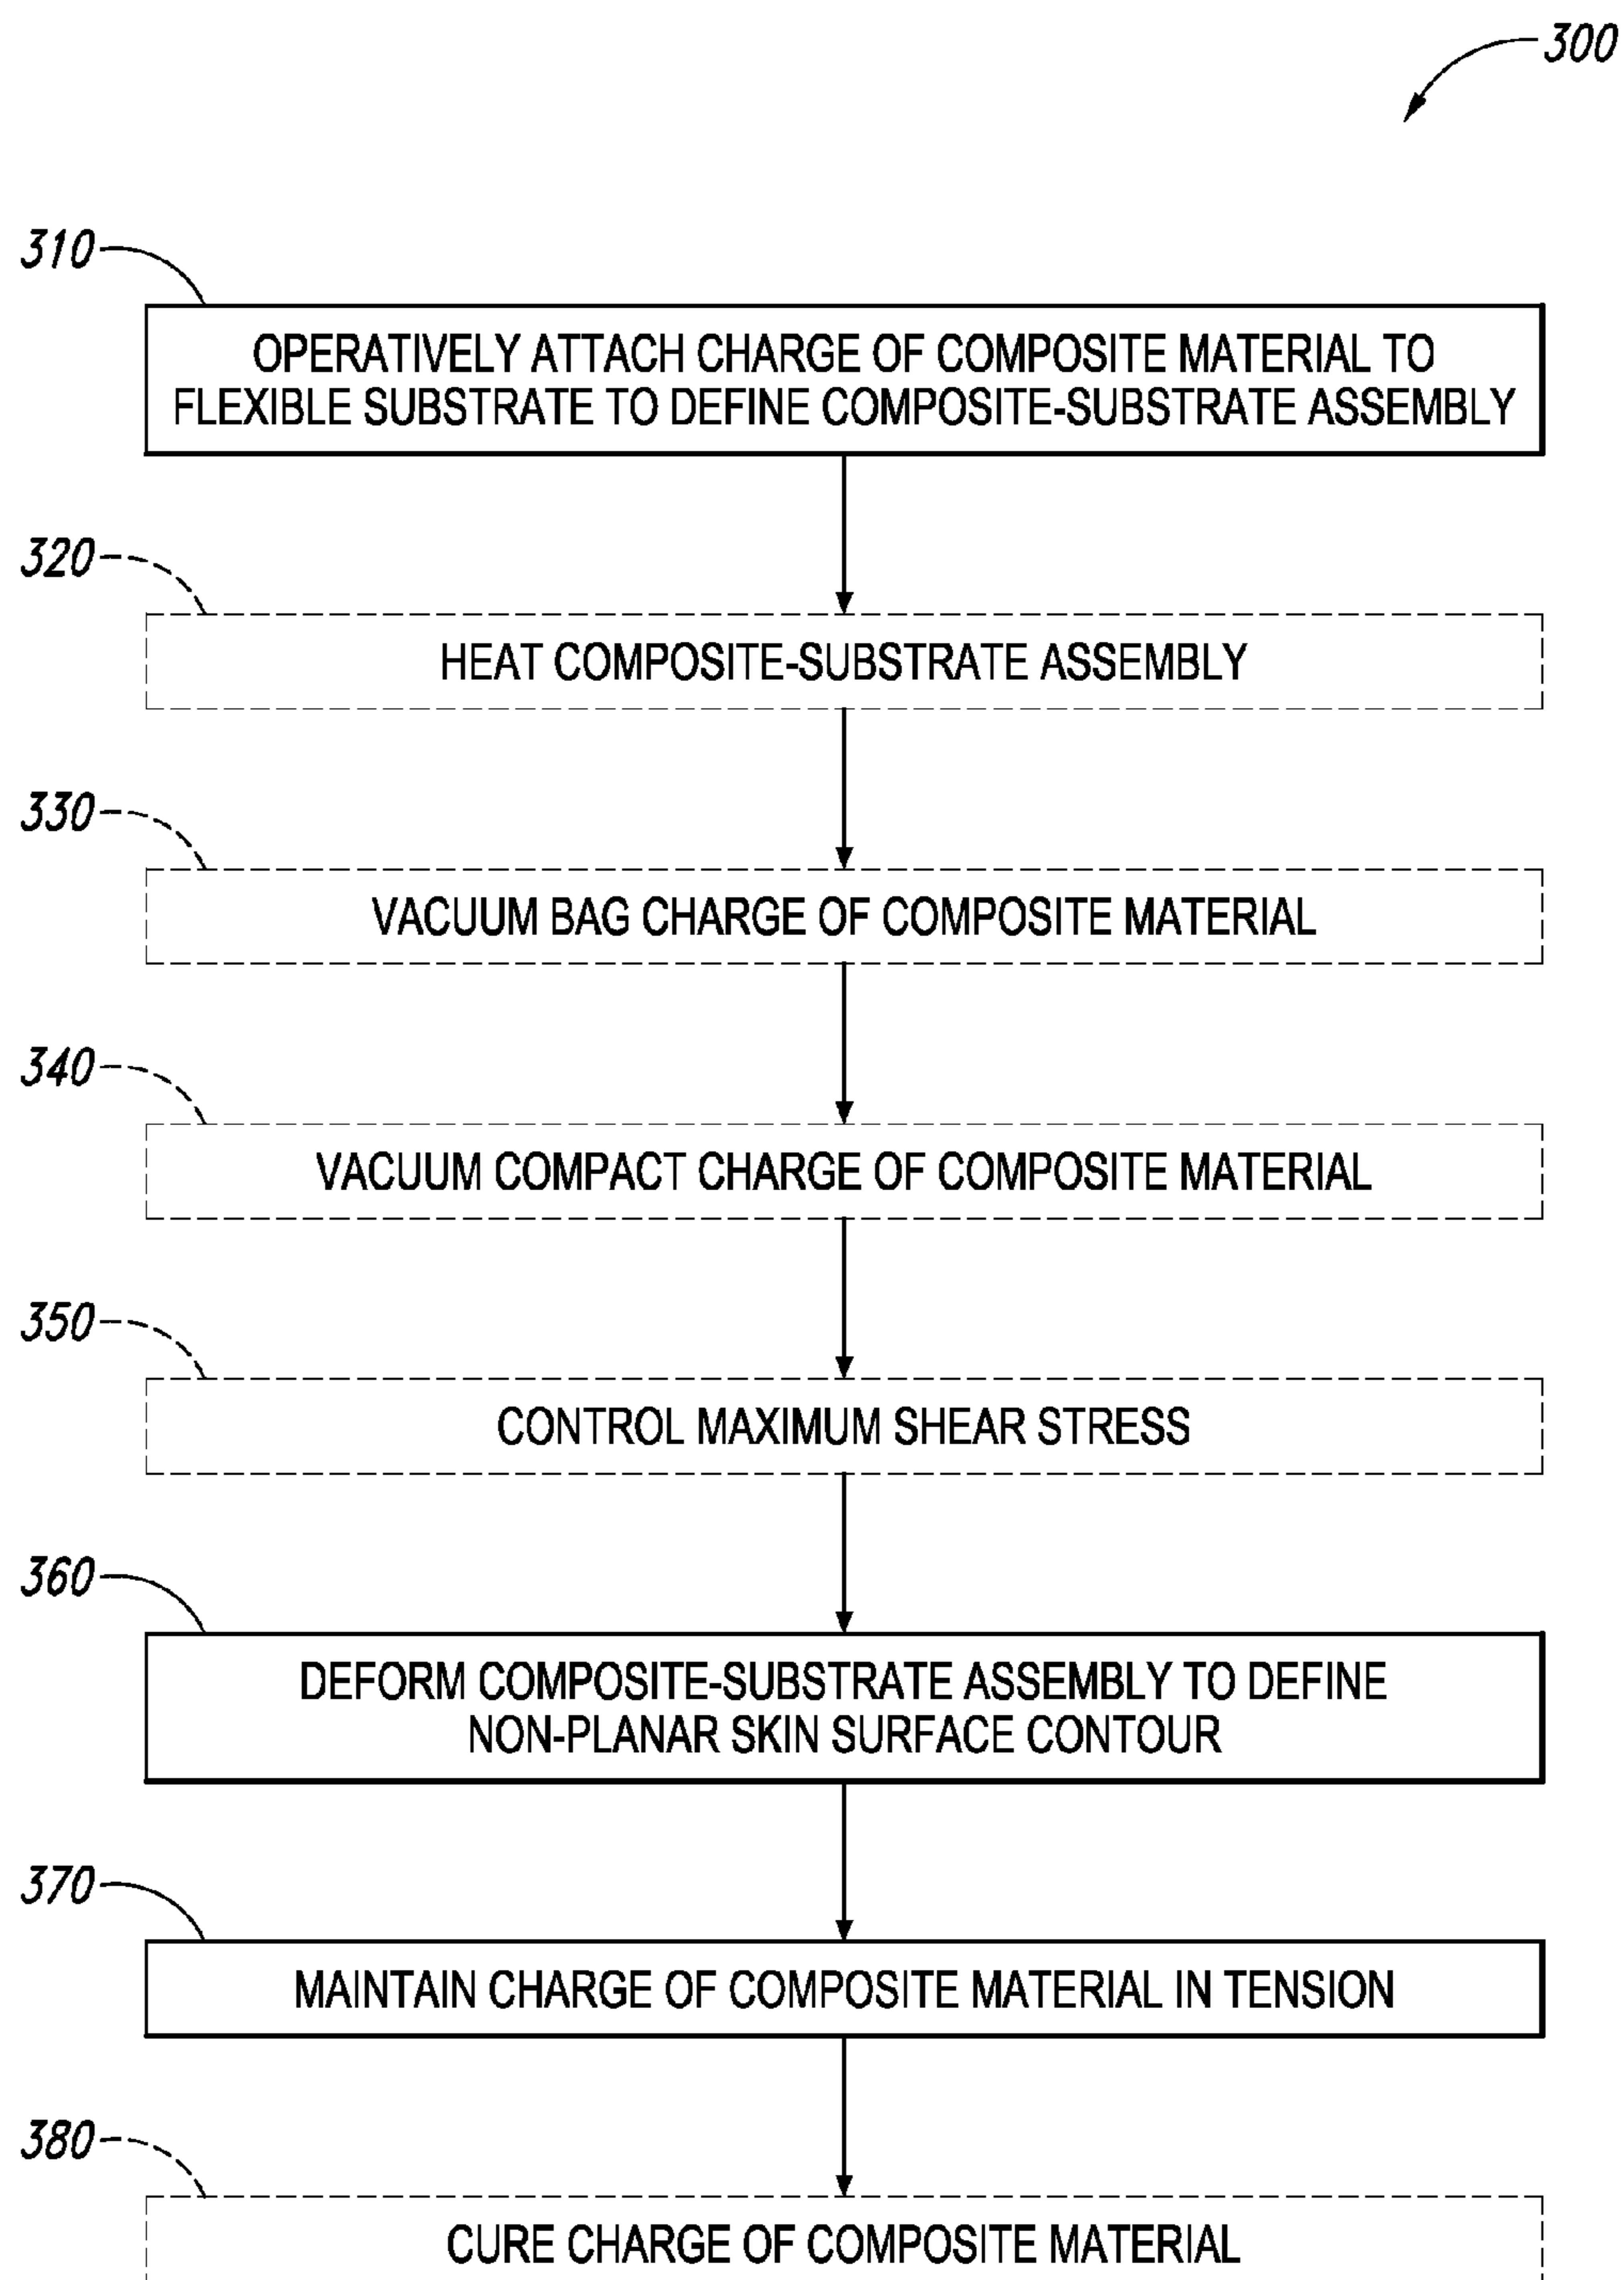 300
310
OPERATIVELY ATTACH CHARGE OF COMPOSITE MATERIAL TO
FLEXIBLE SUBSTRATE TO DEFINE COMPOSITE-SUBSTRATE ASSEMBLY
320
HEAT COMPOSITE-SUBSTRATE ASSEMBLY
330
VACUUM BAG CHARGE OF COMPOSITE MATERIAL
340
VACUUM COMPACT CHARGE OF COMPOSITE MATERIAL
350
CONTROL MAXIMUM SHEAR STRESS
360
DEFORM COMPOSITE-SUBSTRATE ASSEMBLY TO DEFINE
NON-PLANAR SKIN SURFACE CONTOUR
370
MAINTAIN CHARGE OF COMPOSITE MATERIAL IN TENSION
380
CURE CHARGE OF COMPOSITE MATERIAL